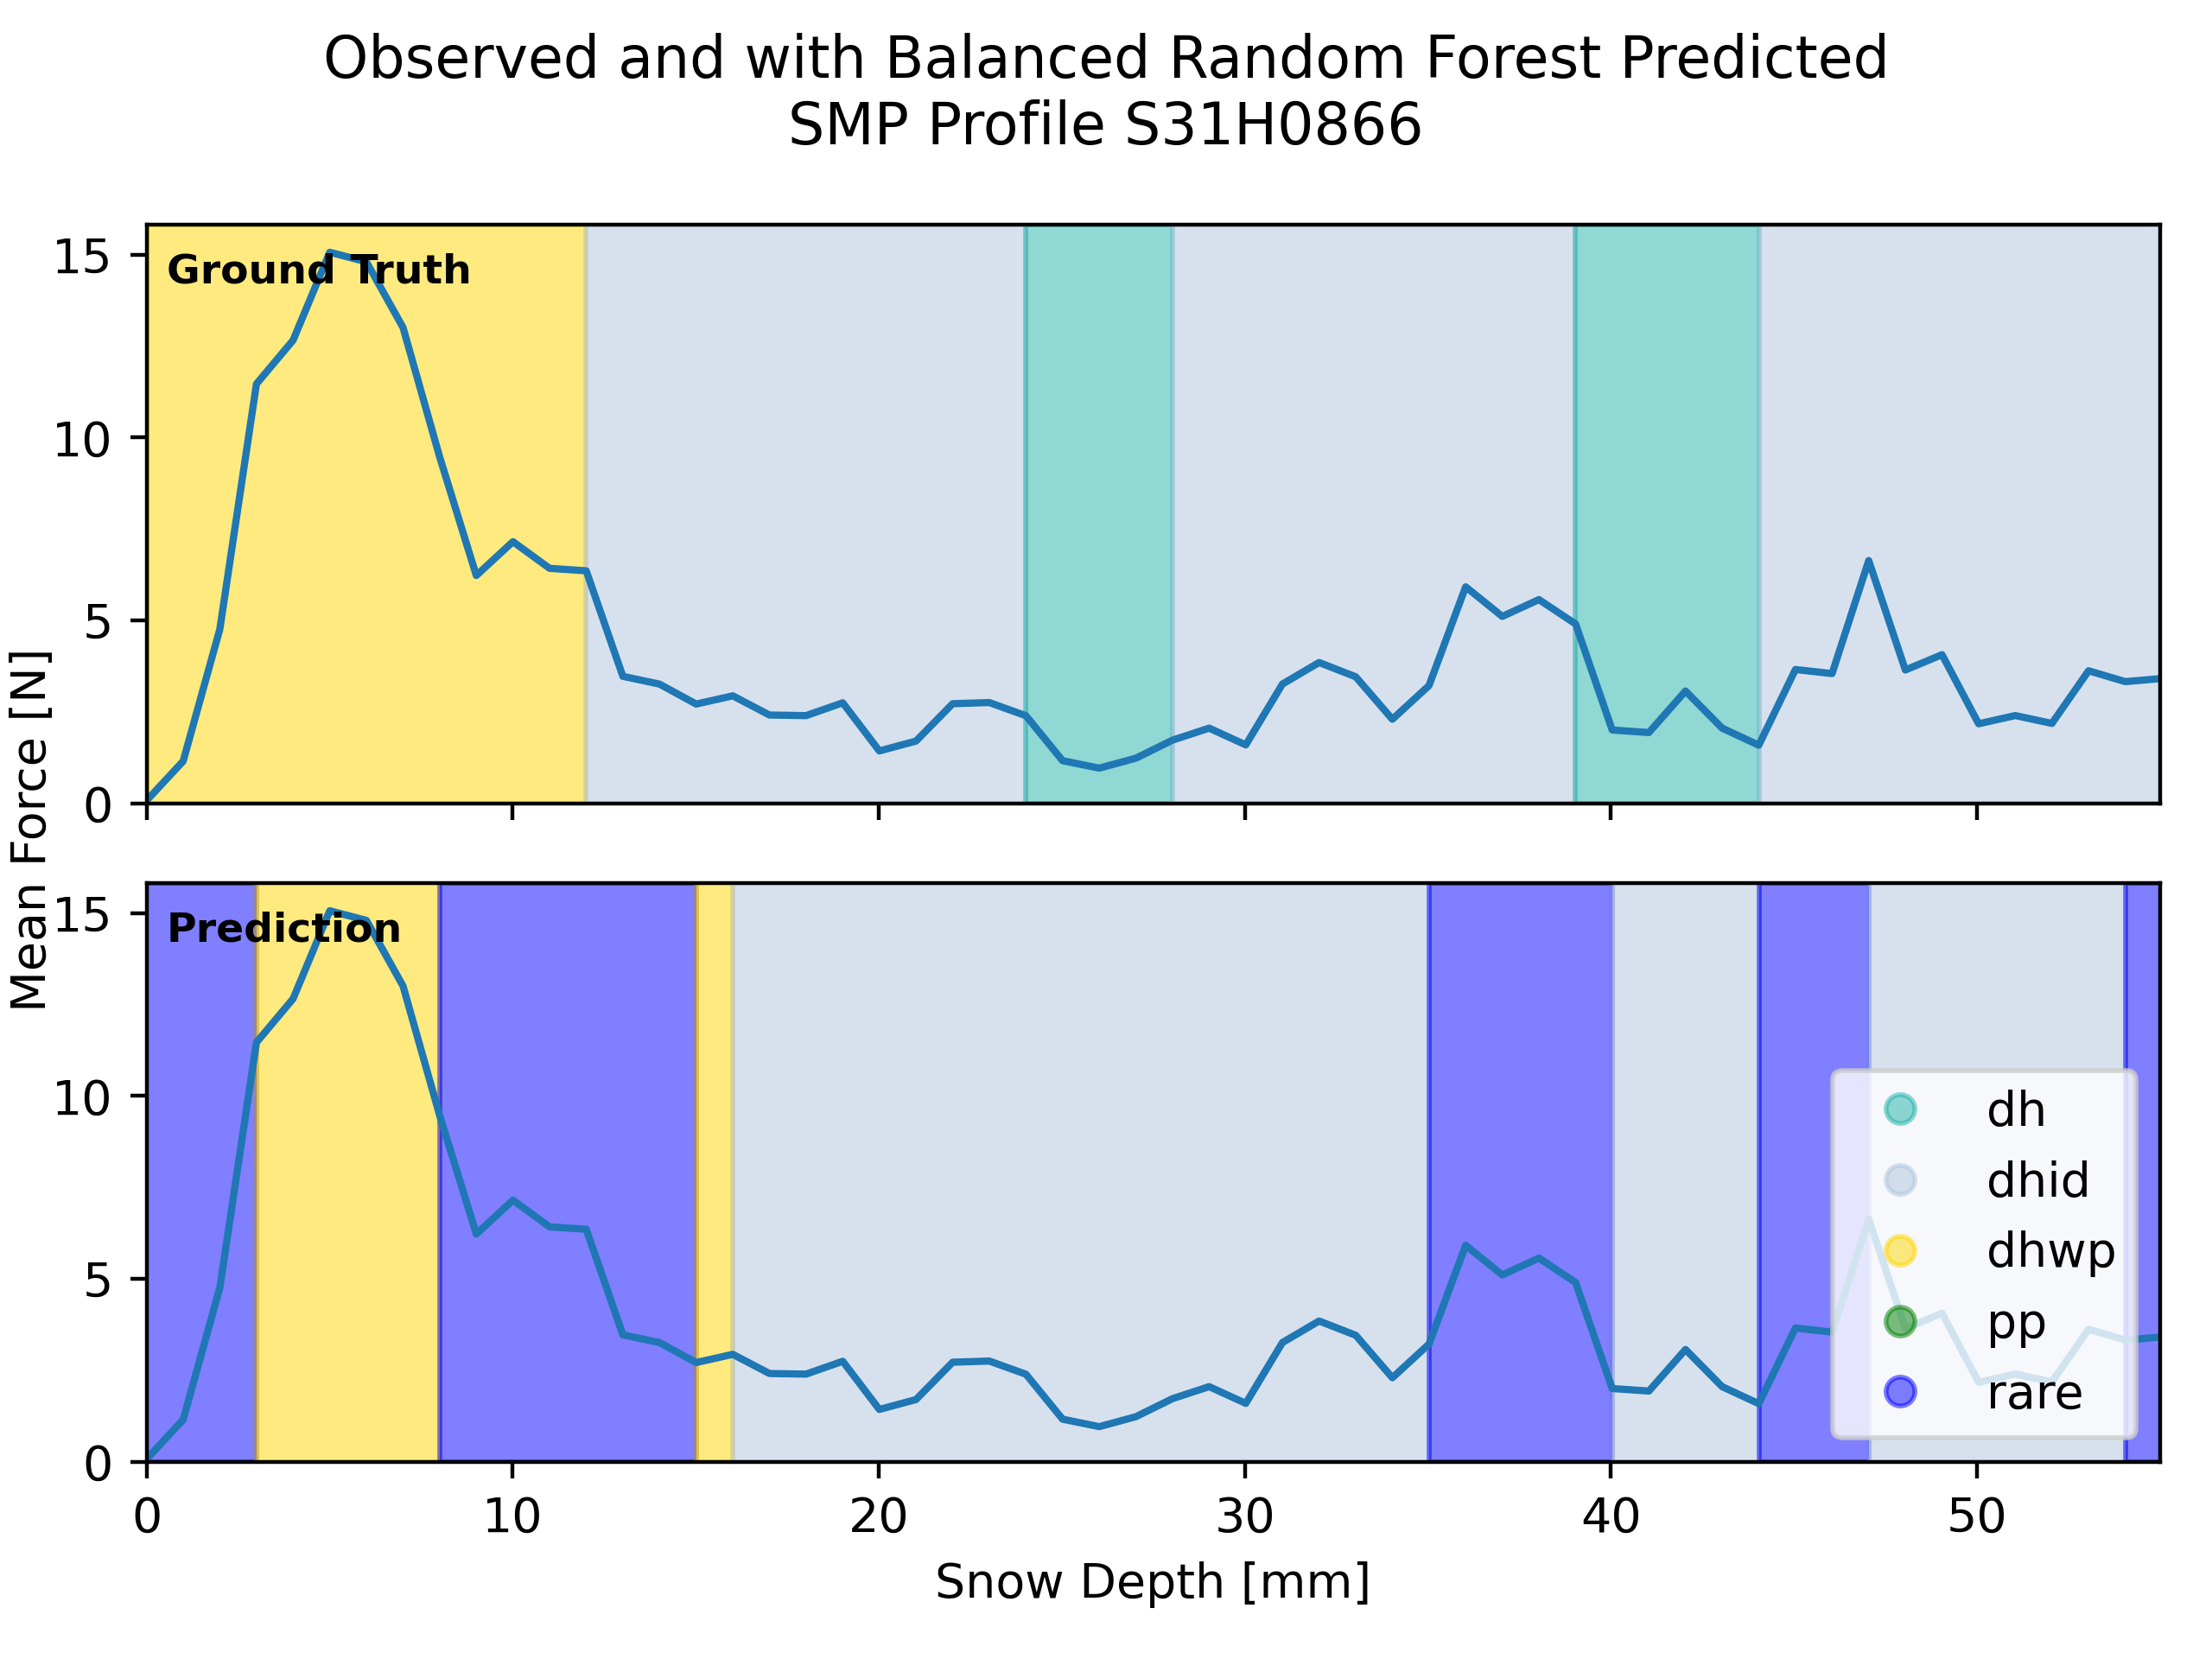 Observed and with Balanced Random Forest Predicted
SMP Profile S31H0866
Mean Force [N]
Ground Truth
15
10
5
0
Prediction
15
10
5
0
dh
dhid
dhwp
pp
rare
0 10 20 30 40 50
Snow Depth [mm]